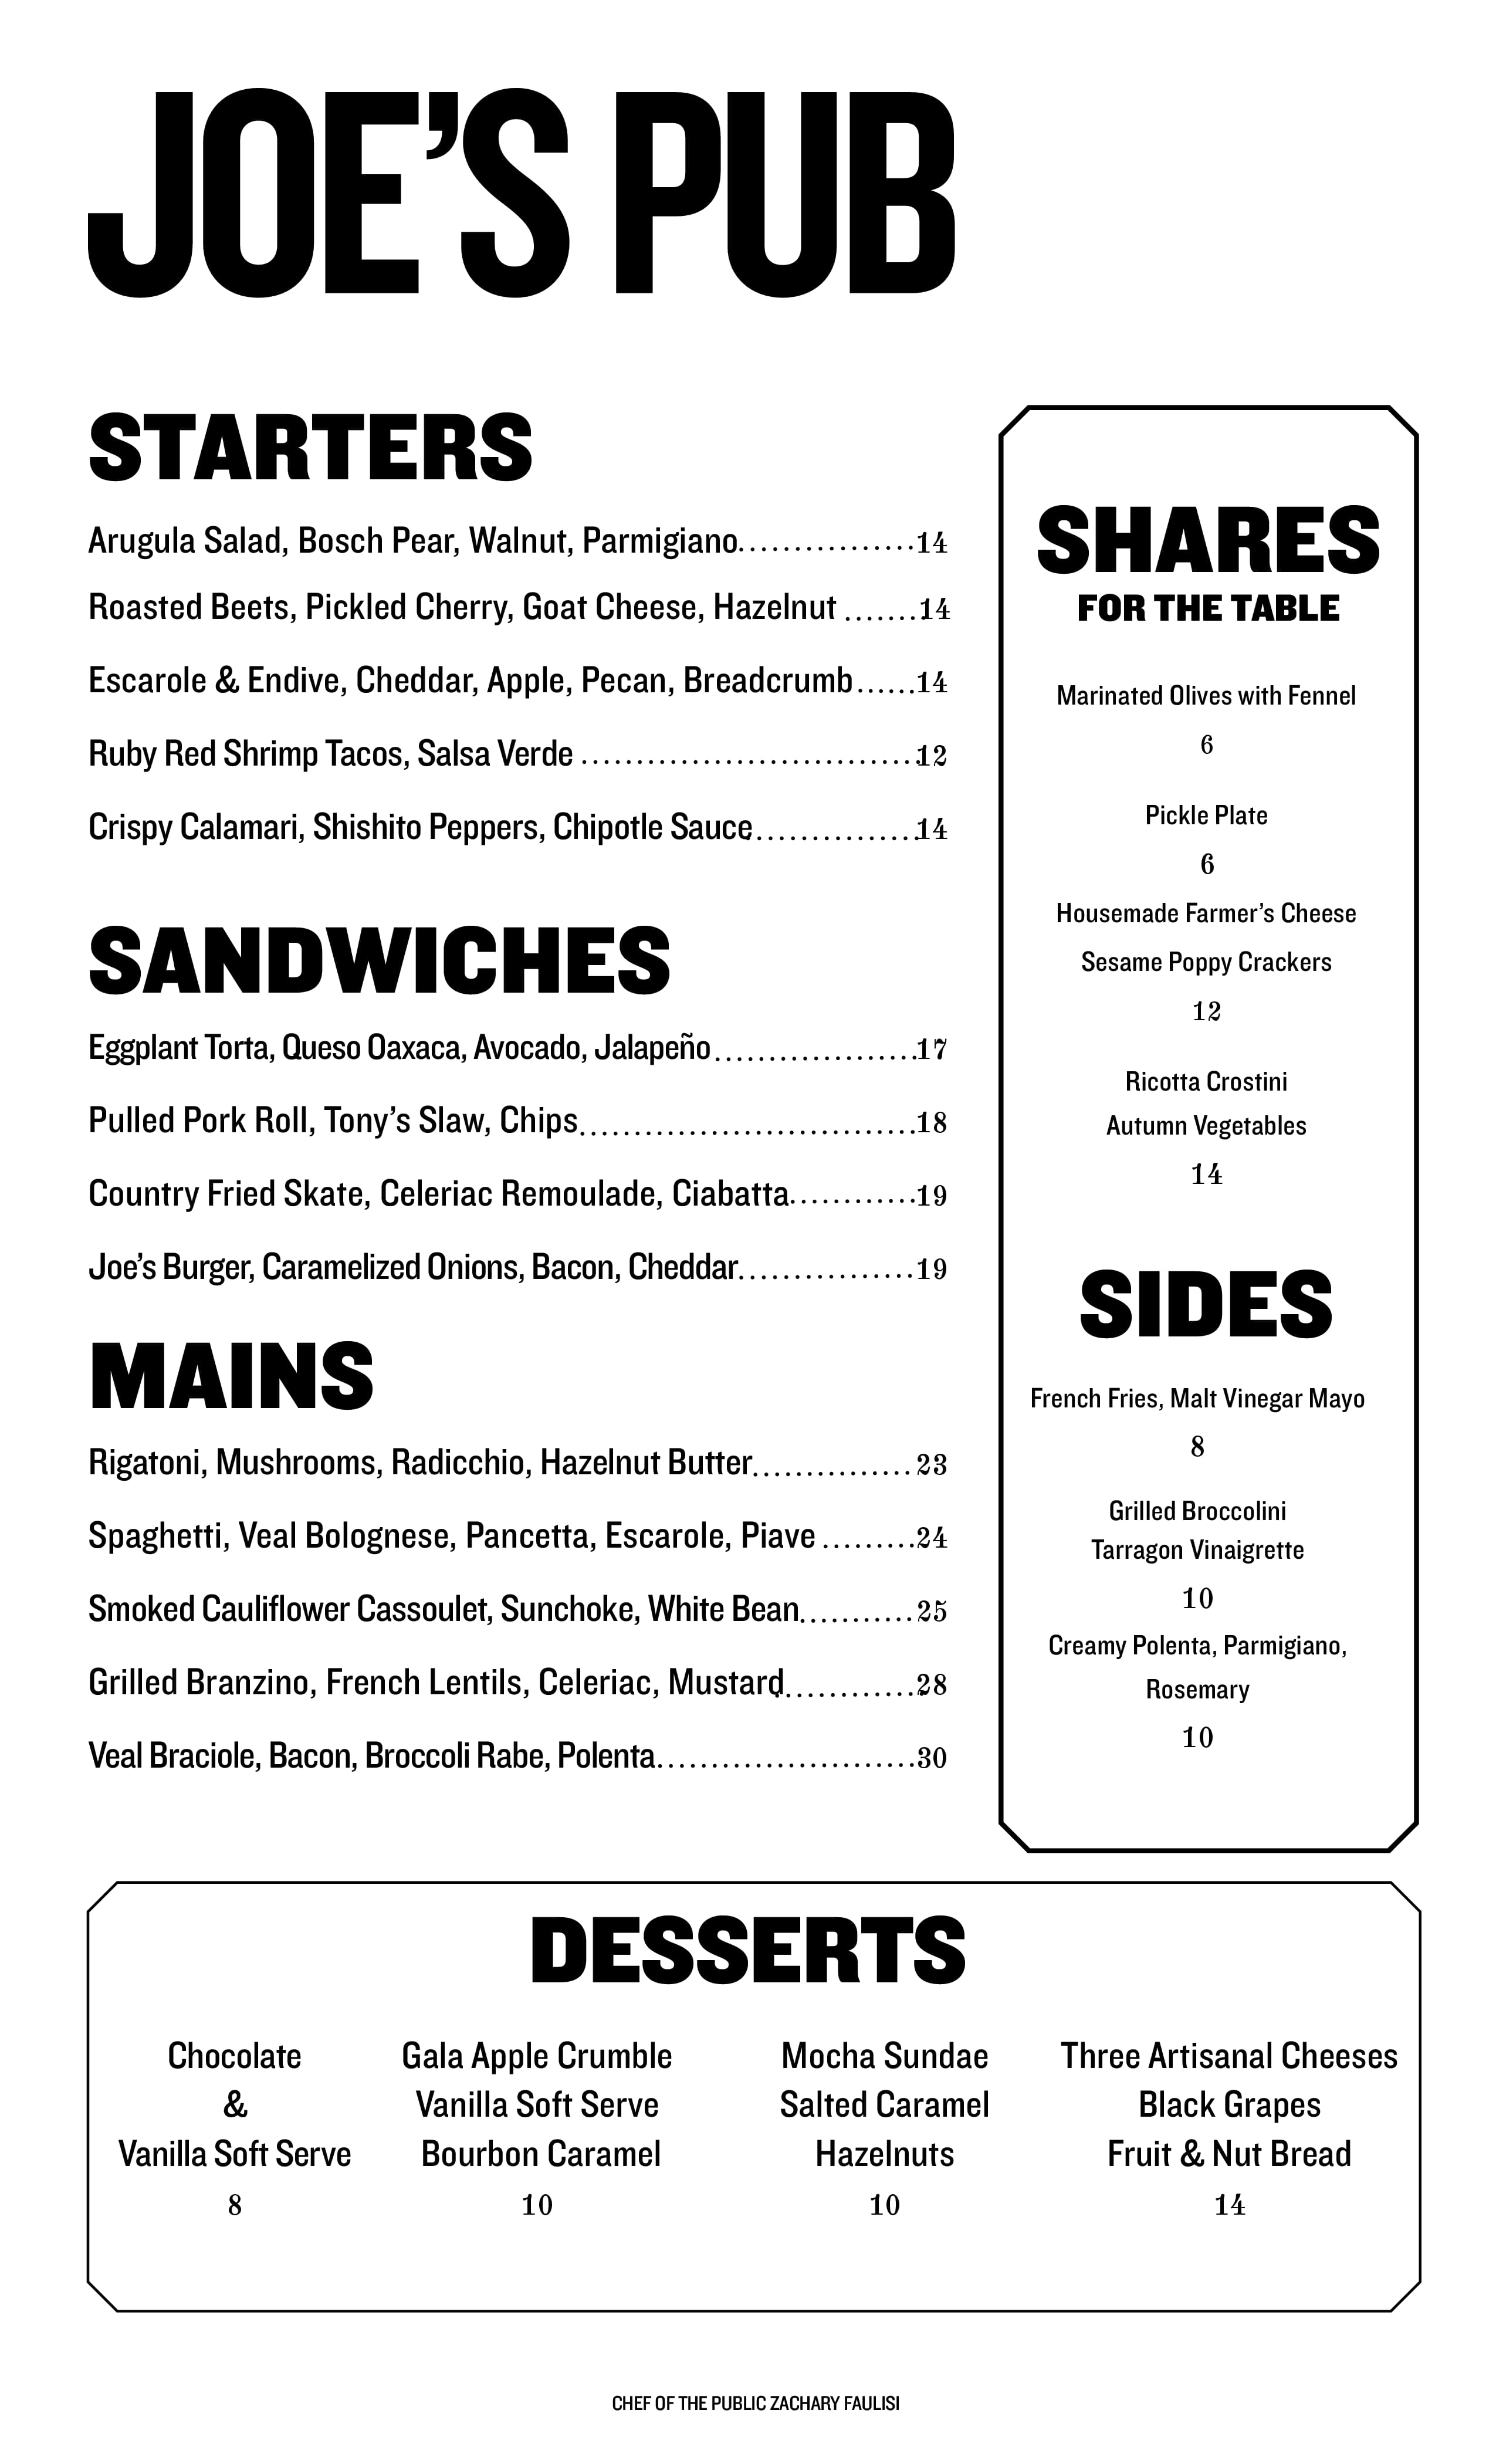 JOE’S PUB
STARTERS
Arugula Salad, Bosch Pear, Walnut, Parmigiano................14
Roasted Beets, Pickled Cherry, Goat Cheese, Hazelnut .......14
Escarole & Endive, Cheddar, Apple, Pecan, Breadcrumb......14
Ruby Red Shrimp Tacos, Salsa Verde ...............................12
Crispy Calamari, Shishito Peppers, Chipotle Sauce................14
SANDWICHES
Eggplant Torta, Queso Oaxaca, Avocado, Jalapeño...................17
Pulled Pork Roll, Tony’s Slaw, Chips...............................18
Country Fried Skate, Celeriac Remoulade, Ciabatta............19
Joe’s Burger, Caramelized Onions, Bacon, Cheddar................19
MAINS
Rigatoni, Mushrooms, Radicchio, Hazelnut Butter...............23
Spaghetti, Veal Bolognese, Pancetta, Escarole, Piave .........24
Smoked Cauliflower Cassoulet, Sunchoke, White Bean...........25
Grilled Branzino, French Lentils, Celeriac, Mustard..............28
Veal Braciole, Bacon, Broccoli Rabe, Polenta........................30
SHARES
FOR THE TABLE
Marinated Olives with Fennel
6
Pickle Plate
6
Housemade Farmer’s Cheese
Sesame Poppy Crackers
12
Ricotta Crostini
Autumn Vegetables
14
SIDES
French Fries, Malt Vinegar Mayo
8
Grilled Broccolini
Tarragon Vinaigrette
10
Creamy Polenta, Parmigiano,
Rosemary
10
DESSERTS
Chocolate
&
Vanilla Soft Serve
8
Gala Apple Crumble
Vanilla Soft Serve
Bourbon Caramel
10
Mocha Sundae
Salted Caramel
Hazelnuts
10
Three Artisanal Cheeses
Black Grapes
Fruit & Nut Bread
14
CHEF OF THE PUBLIC ZACHARY FAULISI